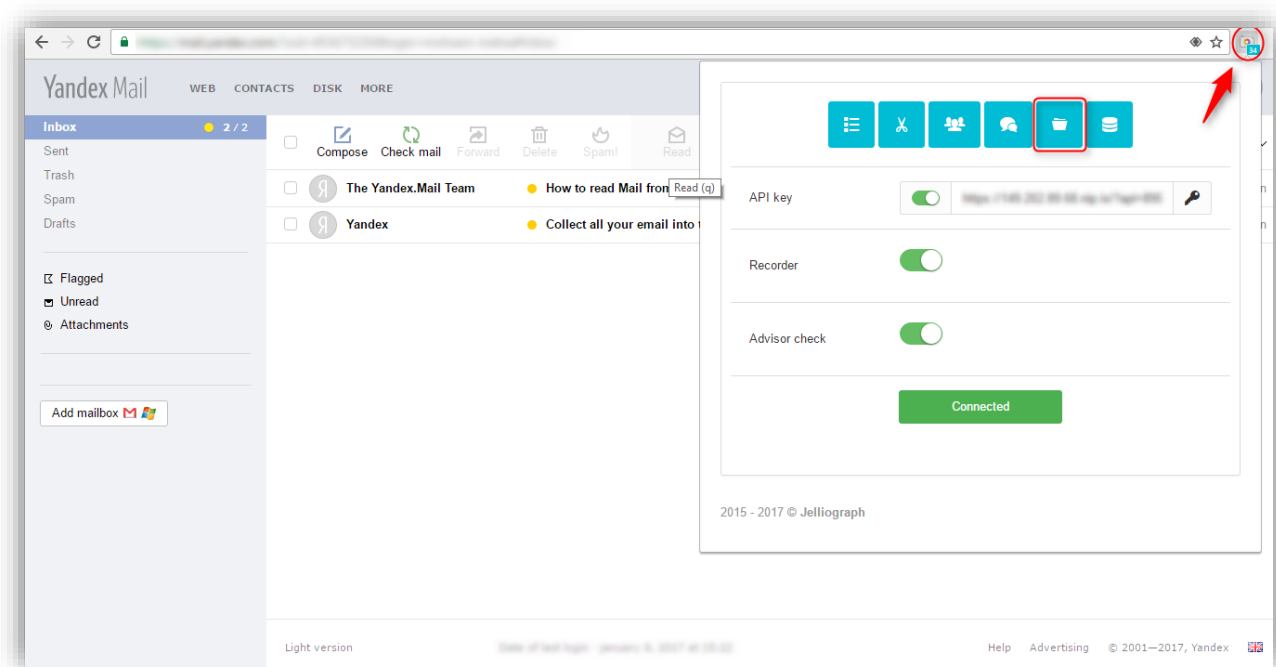 34
Yandex Mail WEB CONTACTS DISK MORE
Inbox 2 / 2
Sent
Trash
Spam
Drafts
Flagged
Unread
Attachments
Add mailbox
Compose Check mail Forward Delete Spam! Read
Я The Yandex.Mail Team How to read Mail from
Read (q)
Я Yandex Collect all your email into
API key
Recorder
Advisor check
Connected
2015 - 2017 © Jelliograph
Light version
Help Advertising © 2001—2017, Yandex